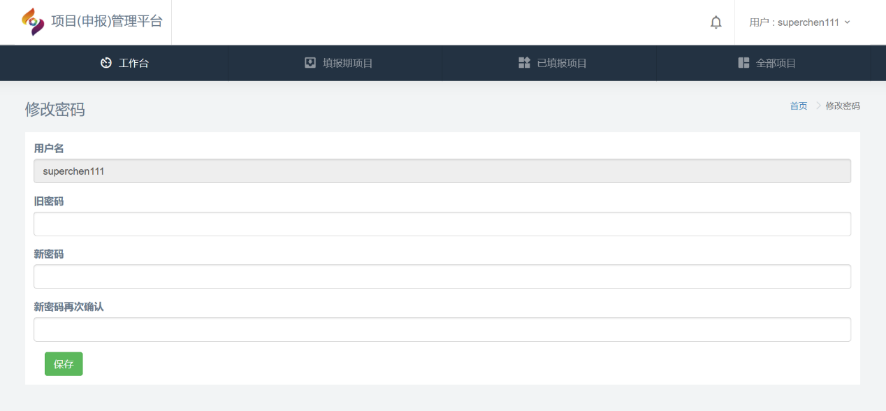 项目(申报)管理平台
用户 : superchen111
工作台
填报期项目
已填报项目
全部项目
修改密码
首页 > 修改密码
用户名
superchen111
旧密码
新密码
新密码再次确认
保存